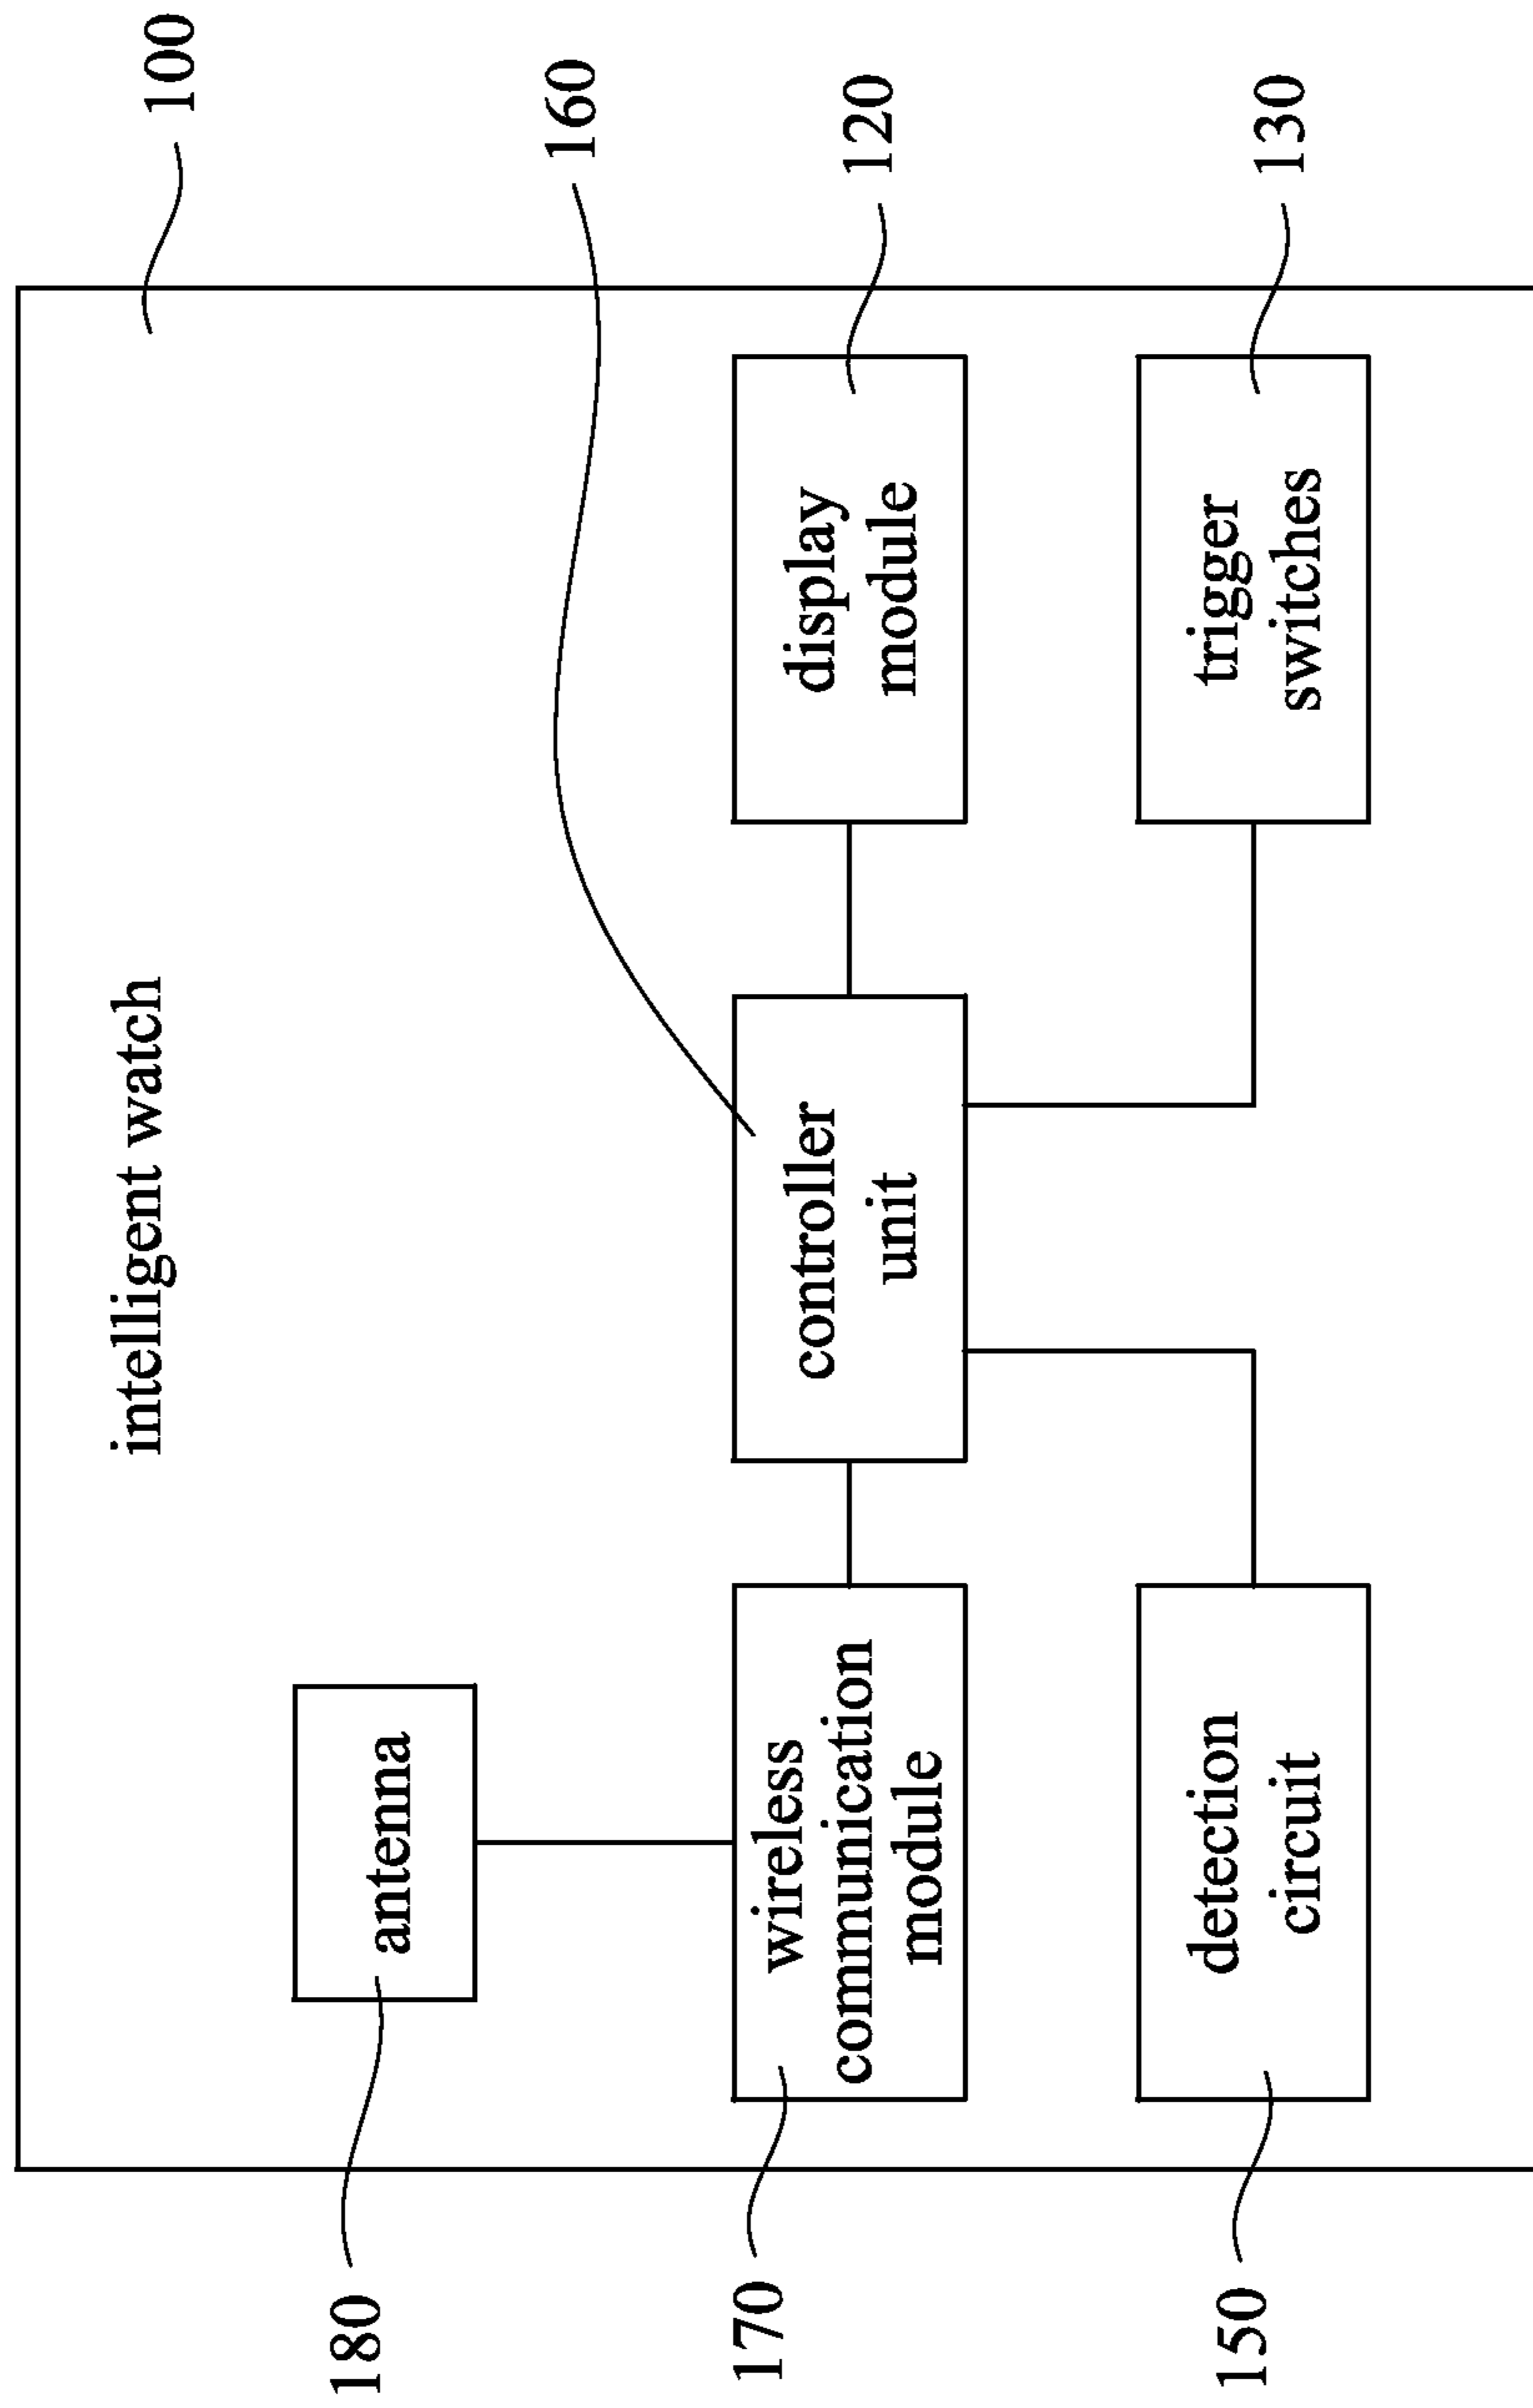 intelligent watch
100
180
antenna
160
170
wireless
communication
module
controller
unit
display
module
120
150
detection
circuit
trigger
switches
130